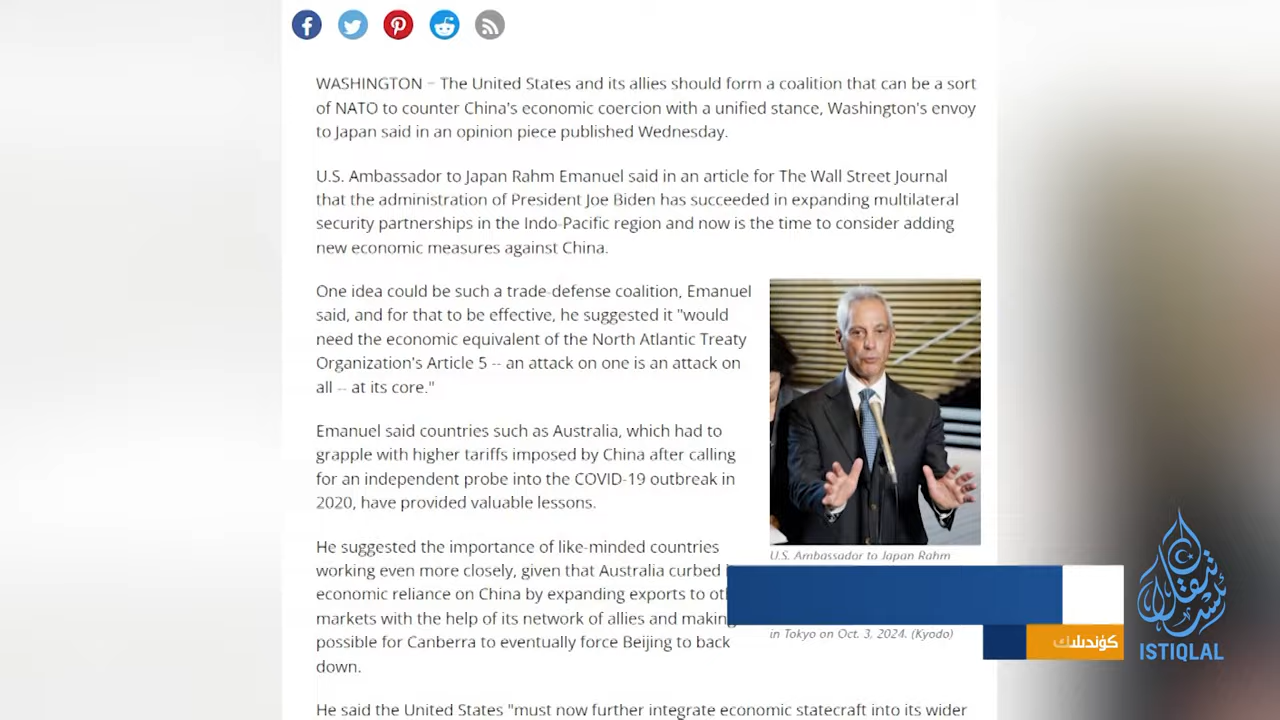 WASHINGTON – The United States and its allies should form a coalition that can be a sort
of NATO to counter China's economic coercion with a unified stance, Washington's envoy
to Japan said in an opinion piece published Wednesday.
U.S. Ambassador to Japan Rahm Emanuel said in an article for The Wall Street Journal
that the administration of President Joe Biden has succeeded in expanding multilateral
security partnerships in the Indo-Pacific region and now is the time to consider adding
new economic measures against China.
One idea could be such a trade-defense coalition, Emanuel
said, and for that to be effective, he suggested it "would
need the economic equivalent of the North Atlantic Treaty
Organization's Article 5 -- an attack on one is an attack on
all -- at its core."
Emanuel said countries such as Australia, which had to
grapple with higher tariffs imposed by China after calling
for an independent probe into the COVID-19 outbreak in
2020, have provided valuable lessons.
He suggested the importance of like-minded countries
working even more closely, given that Australia curbed
economic reliance on China by expanding exports to
markets with the help of its network of allies and making
possible for Canberra to eventually force Beijing to back
down.
He said the United States "must now further integrate economic statecraft into its wider
U.S. Ambassador to Japan Rahm
in Tokyo on Oct. 3, 2024. (Kyodo)
كۈندىلىك
ئىستىقلال
ISTIQLAL